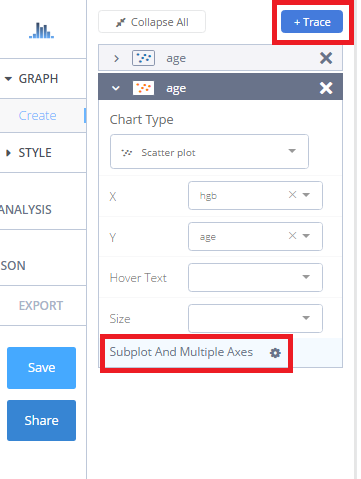 Collapse All
+ Trace
age
GRAPH
age
Create
Chart Type
STYLE
Scatter plot
X hgb
ANALYSIS
Y age
SON
Hover Text
EXPORT
Size
Subplot And Multiple Axes
Save
Share